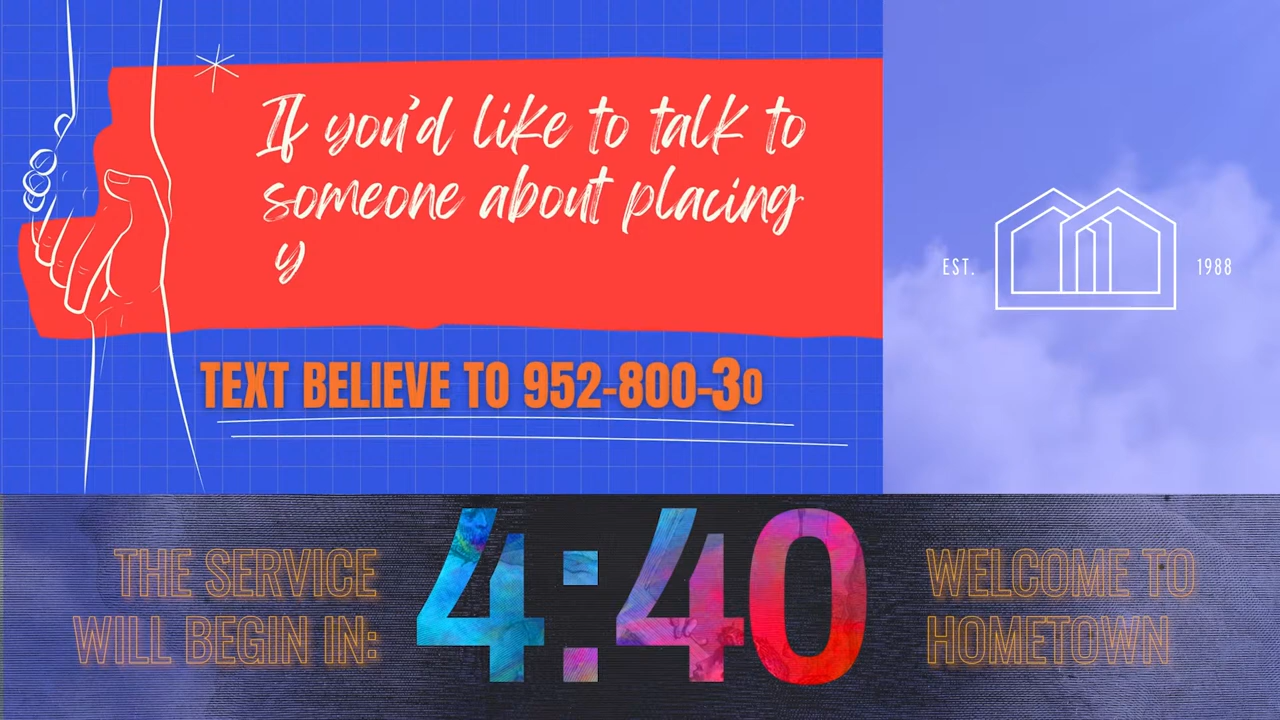 If you'd like to talk to
someone about placing
y
TEXT BELIEVE TO 952-800-30
EST.
1988
THE SERVICE
WILL BEGIN IN:
4:40
WELCOME TO
HOMETOWN